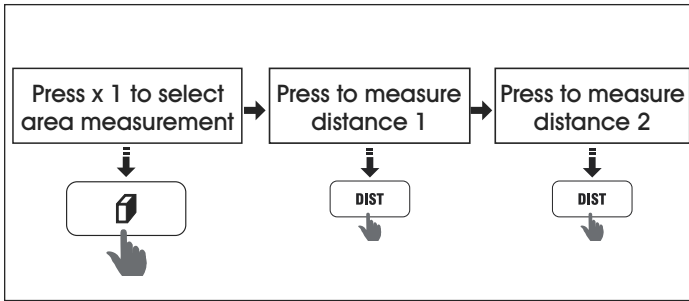 Press x 1 to select
area measurement
Press to measure
distance 1
Press to measure
distance 2
DIST
DIST